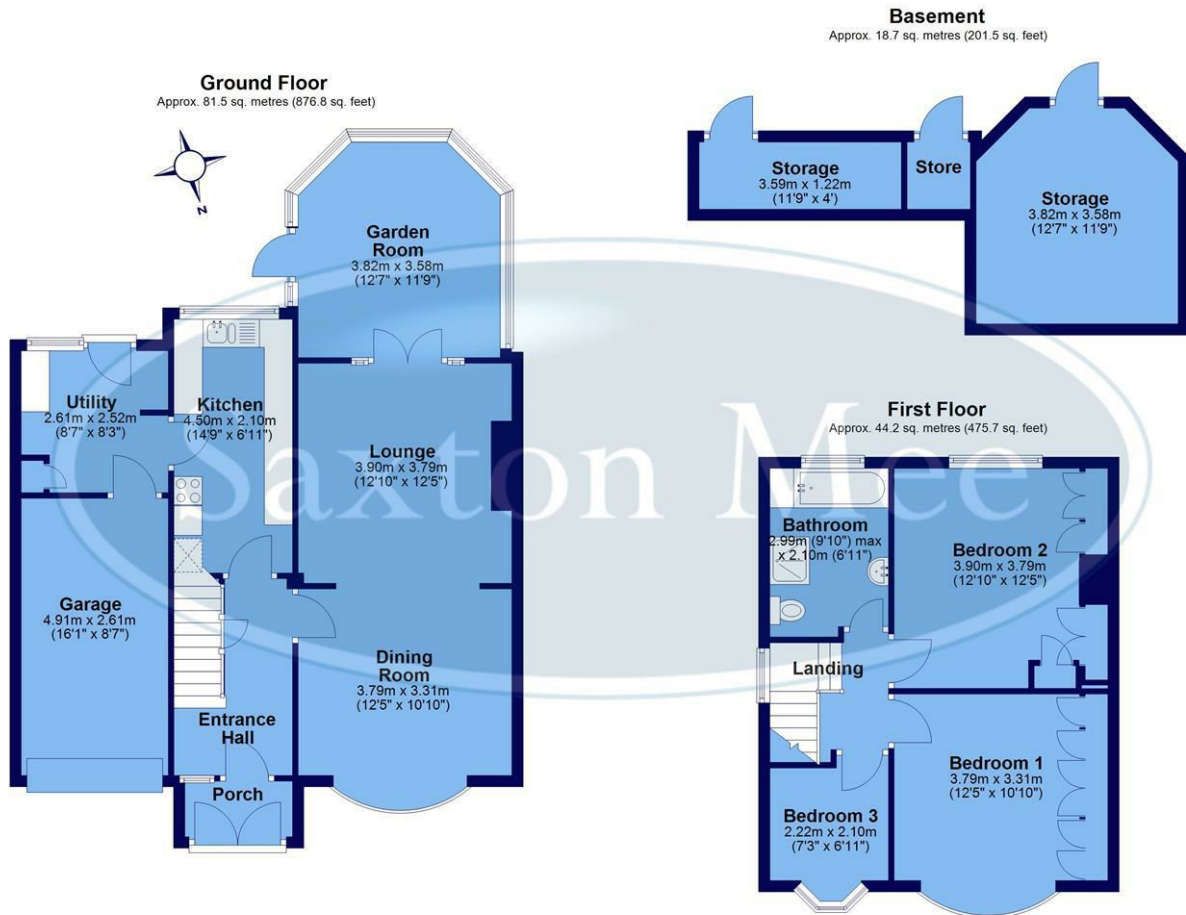 Basement
Approx. 18.7 sq. metres (201.5 sq. feet)
Storage
3.59m x 1.22m
(11'9" x 4')
Store
Storage
3.82m x 3.58m
(12'7" x 11'9")
Ground Floor
Approx. 81.5 sq. metres (876.8 sq. feet)
N
Garden
Room
3.82m x 3.58m
(12'7" x 11'9")
Utility
2.61m x 2.52m
(8'7" x 8'3")
Kitchen
4.50m x 2.10m
(14'9" x 6'11")
Lounge
3.90m x 3.79m
(12'10" x 12'5")
Garage
4.91m x 2.61m
(16'1" x 8'7")
Dining
Room
3.79m x 3.31m
(12'5" x 10'10")
Entrance
Hall
Porch
First Floor
Approx. 44.2 sq. metres (475.7 sq. feet)
Bathroom
2.99m (9'10") max
x 2.10m (6'11")
Bedroom 2
3.90m x 3.79m
(12'10" x 12'5")
Landing
Bedroom 1
3.79m x 3.31m
(12'5" x 10'10")
Bedroom 3
2.22m x 2.10m
(7'3" x 6'11")
Saxton Mee